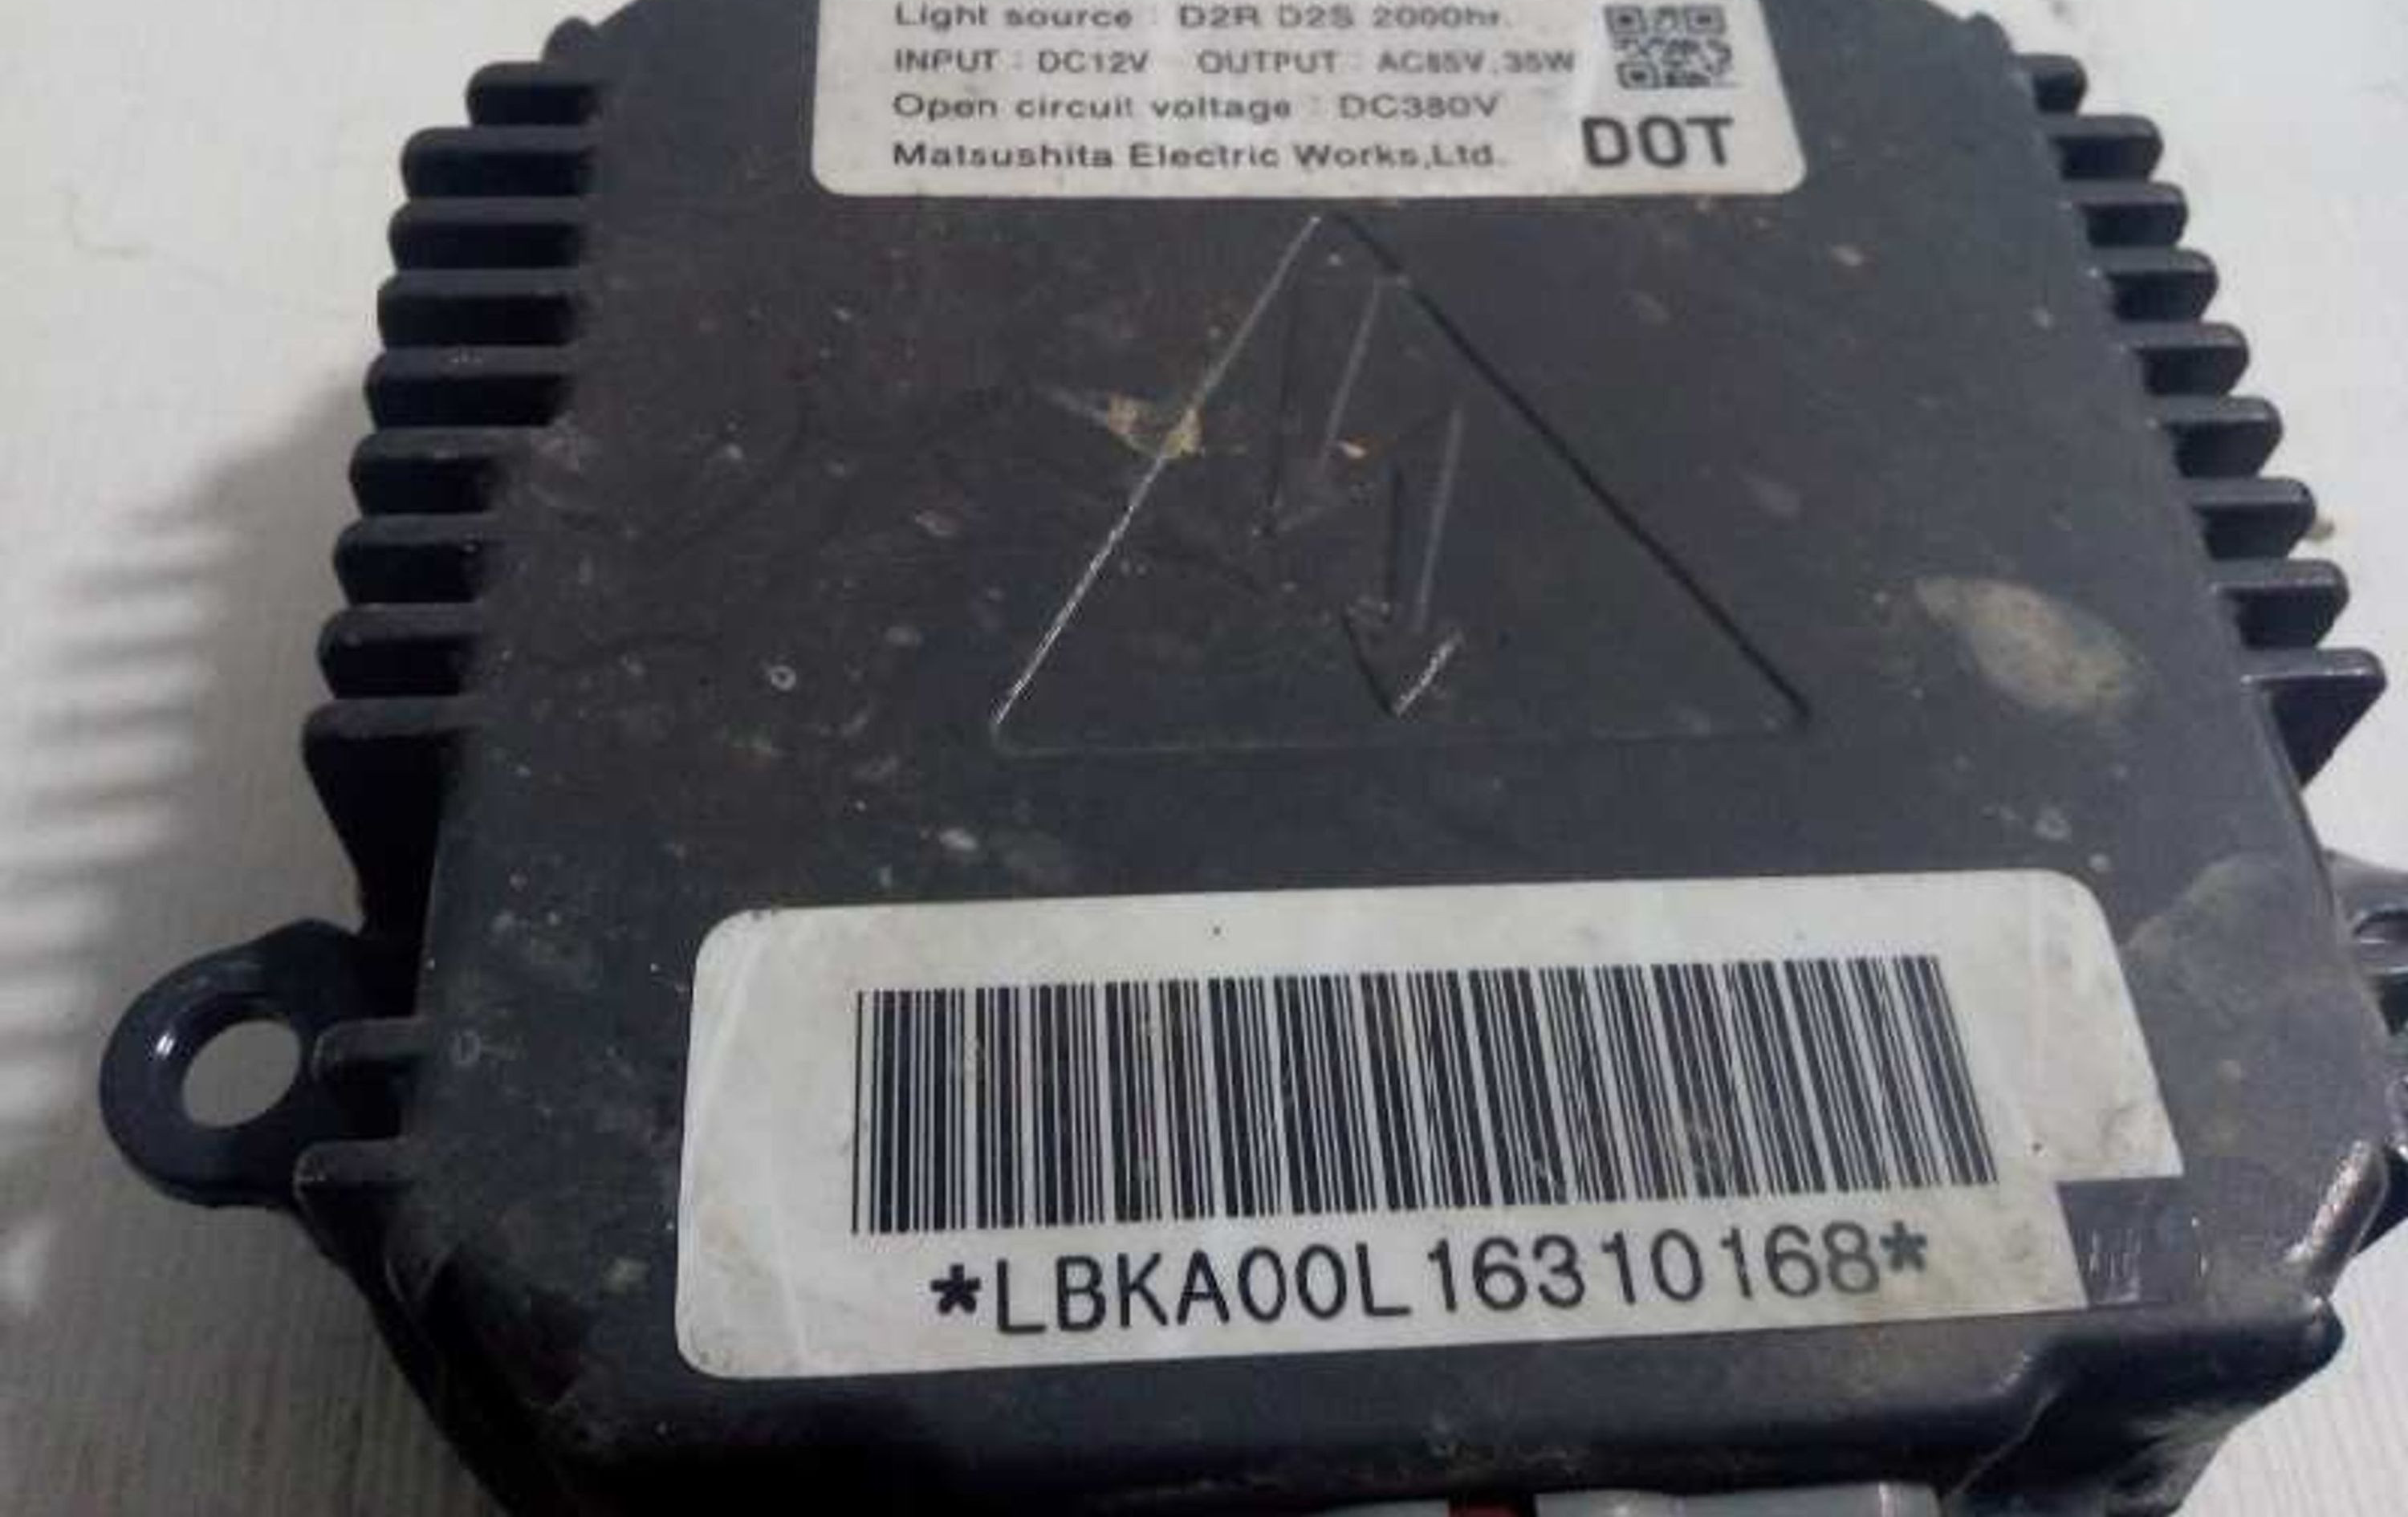 Light source : D2R D2S 2000hr.
INPUT : DC12V OUTPUT : AC85V,35W
Open circuit voltage : DC380V
Matsushita Electric Works,Ltd.
DOT
*LBKA00L16310168*